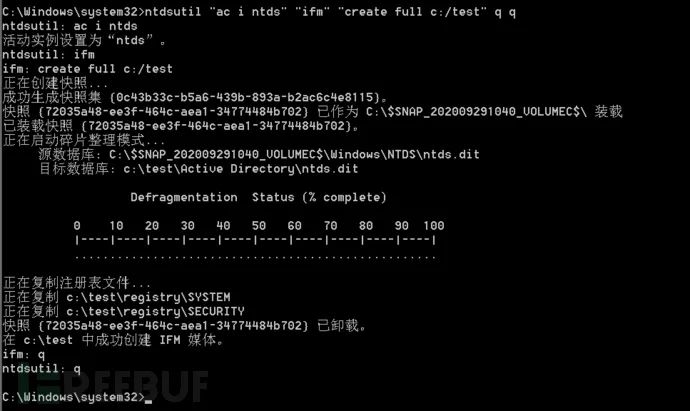 C:\Windows\system32>ntdsutil "ac i ntds" "ifm" "create full c:/test" q q
ntdsutil: ac i ntds
活动实例设置为“ntds”。
ntdsutil: ifm
ifm: create full c:/test
正在创建快照...
成功生成快照集 {0c43b33c-b5a6-439b-893a-b2ac6c4e8115}。
快照 {72035a48-ee3f-464c-aea1-34774484b702} 已作为 C:\$SNAP_202009291040_VOLUMEC$\ 装载
已装载快照 {72035a48-ee3f-464c-aea1-34774484b702}。
正在启动碎片整理模式...
源数据库: C:\$SNAP_202009291040_VOLUMEC$\Windows\NTDS\ntds.dit
目标数据库: c:\test\Active Directory\ntds.dit
Defragmentation Status (% complete)
0 10 20 30 40 50 60 70 80 90 100
|----|----|----|----|----|----|----|----|----|----|
...................................................
正在复制注册表文件...
正在复制 c:\test\registry\SYSTEM
正在复制 c:\test\registry\SECURITY
快照 {72035a48-ee3f-464c-aea1-34774484b702} 已卸载。
在 c:\test 中成功创建 IFM 媒体。
ifm: q
ntdsutil: q
FREEBUF
C:\Windows\system32>